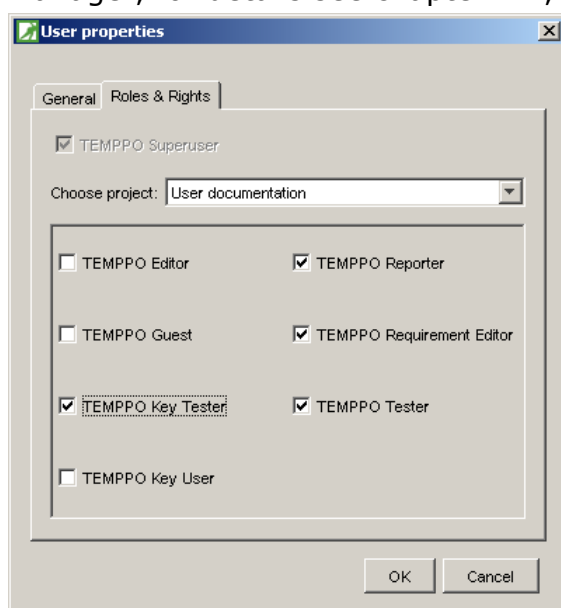 User properties
General Roles & Rights
TEMPPO Superuser
Choose project: User documentation
TEMPPO Editor TEMPPO Reporter
TEMPPO Guest TEMPPO Requirement Editor
TEMPPO Key Tester TEMPPO Tester
TEMPPO Key User
OK Cancel